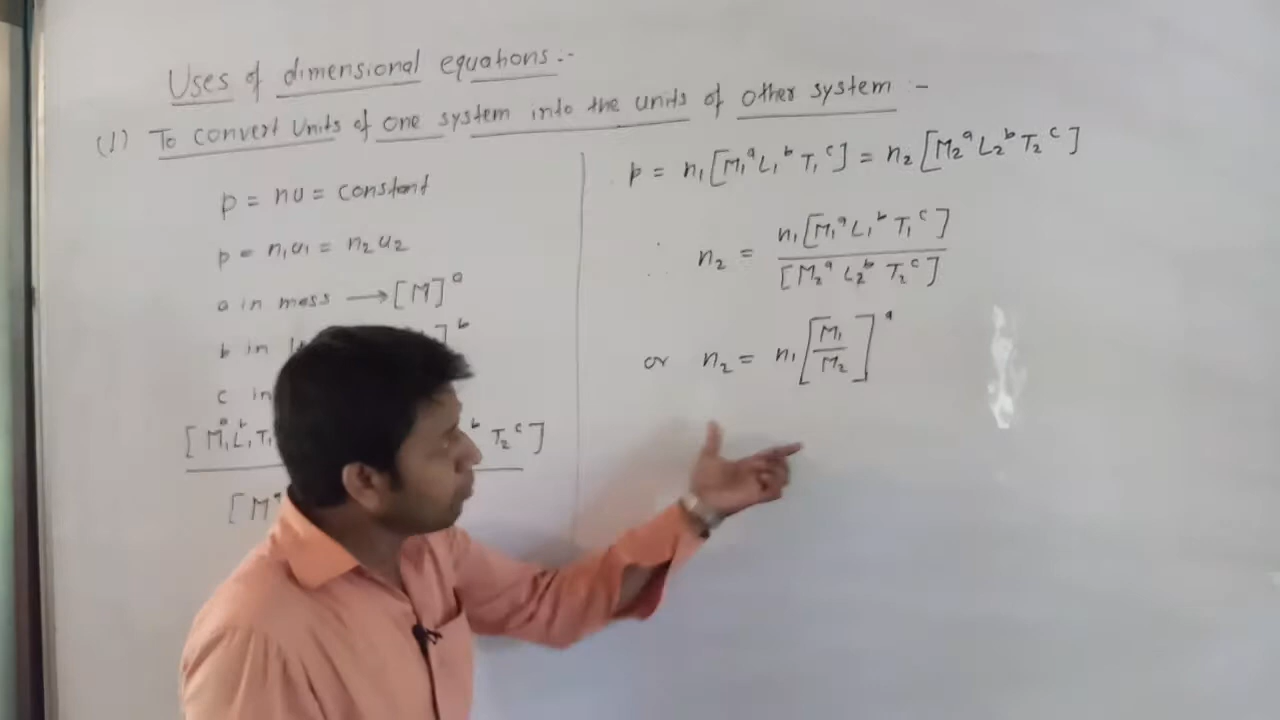 Uses of dimensional equations :-
(1) To convert units of one system into the units of other system :-
p = nu = constant
p = n₁u₁ = n₂u₂
a in mass → [M]ᵃ
b in ]ᵇ
c in
[M₁ᵃL₁ᵇT₁ ᵇ T₂ᶜ]
[Mᵃ
p = n₁[M₁ᵃL₁ᵇT₁ᶜ] = n₂[M₂ᵃL₂ᵇT₂ᶜ]
∴ n₂ = n₁[M₁ᵃL₁ᵇT₁ᶜ]
[M₂ᵃL₂ᵇT₂ᶜ]
or n₂ = n₁[M₁/M₂]ᵃ